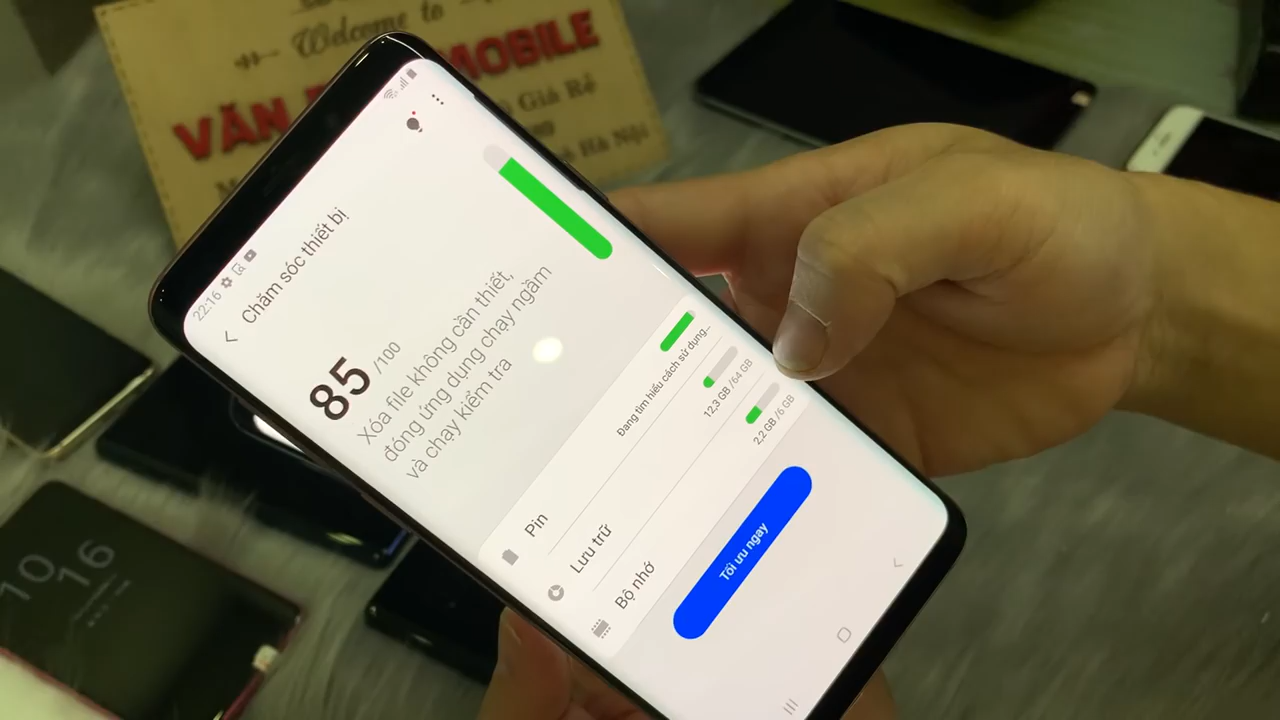 Welcome to
VĂN
MOBILE
Giá Rẻ
Hà Nội
22:16
Chăm sóc thiết bị
85 /100
Xóa file không cần thiết,
đóng ứng dụng chạy ngầm
và chạy kiểm tra
Pin
Đang tìm hiểu cách sử dụng...
Lưu trữ
12,3 GB /64 GB
Bộ nhớ
2,2 GB /6 GB
Tối ưu ngay
10
16